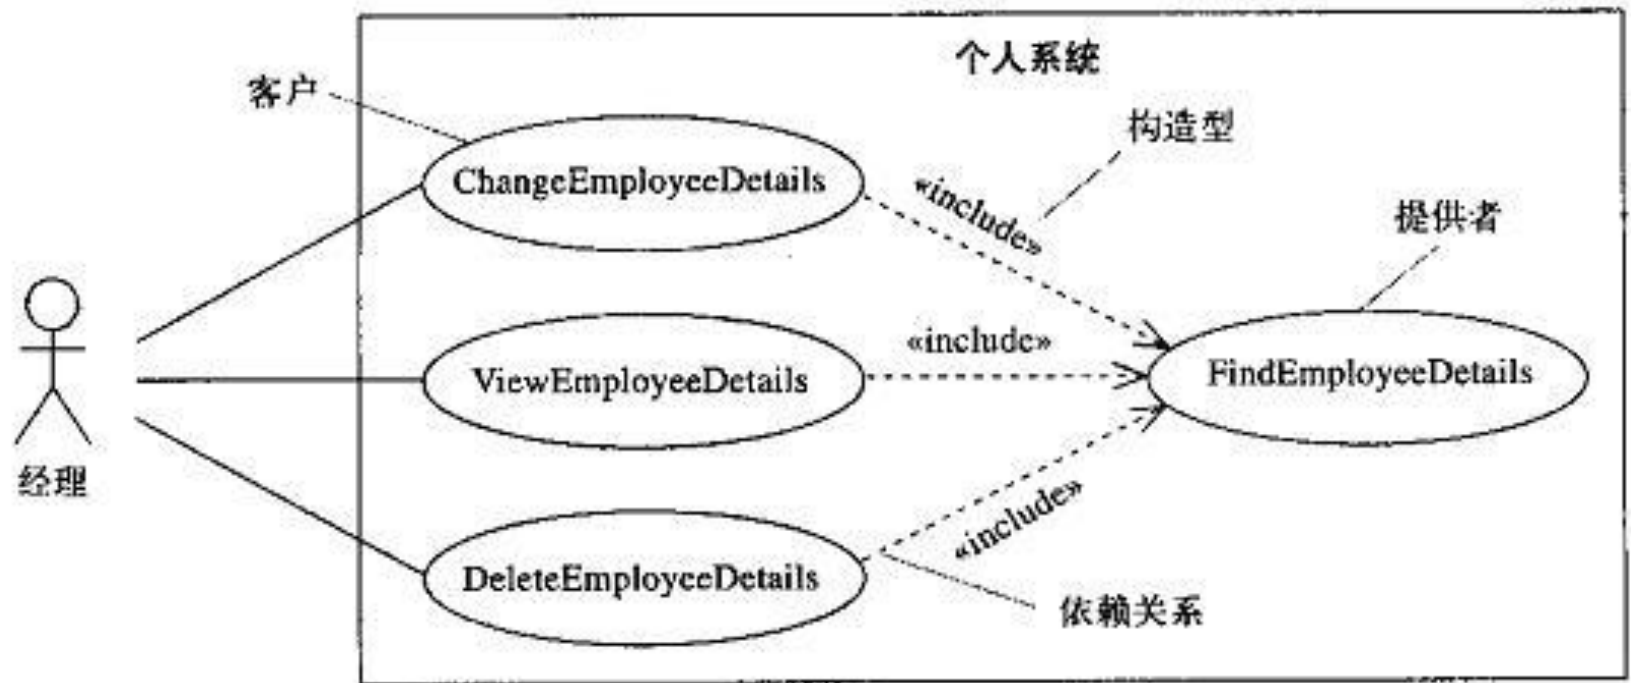 个人系统
客户
构造型
ChangeEmployeeDetails
«include»
提供者
«include»
ViewEmployeeDetails
FindEmployeeDetails
经理
«include»
DeleteEmployeeDetails
依赖关系